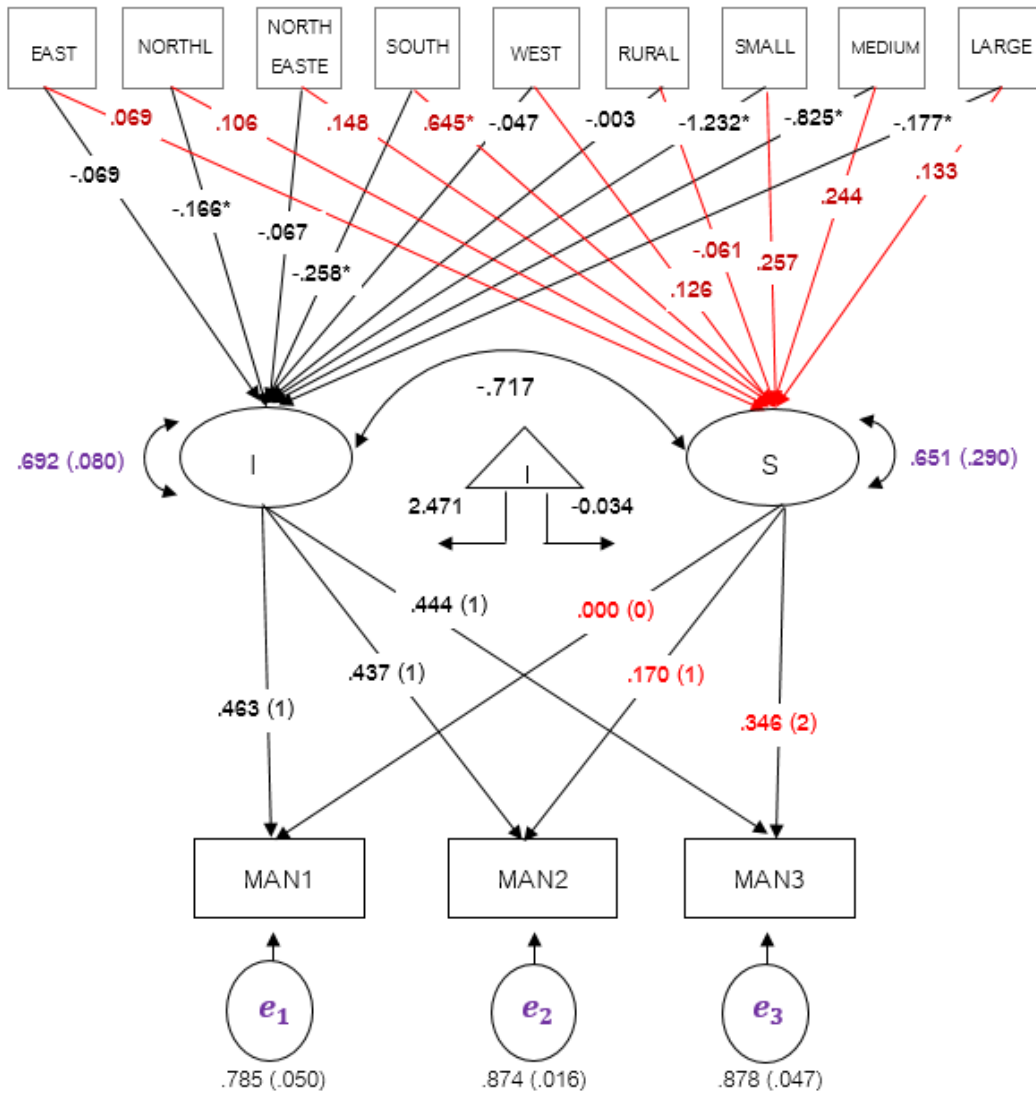 EAST
NORTHL
NORTH
EASTE
SOUTH
WEST
RURAL
SMALL
MEDIUM
LARGE
.069
.106
.148
.645*
-.047
-.003
-1.232*
-.825*
-.177*
-.069
-.166*
-.067
-.258*
.126
-.061
.257
.244
.133
-.717
.692 (.080)
I
I
S
.651 (.290)
2.471
-0.034
.463 (1)
.437 (1)
.444 (1)
.000 (0)
.170 (1)
.346 (2)
MAN1
MAN2
MAN3
e1
e2
e3
.785 (.050)
.874 (.016)
.878 (.047)